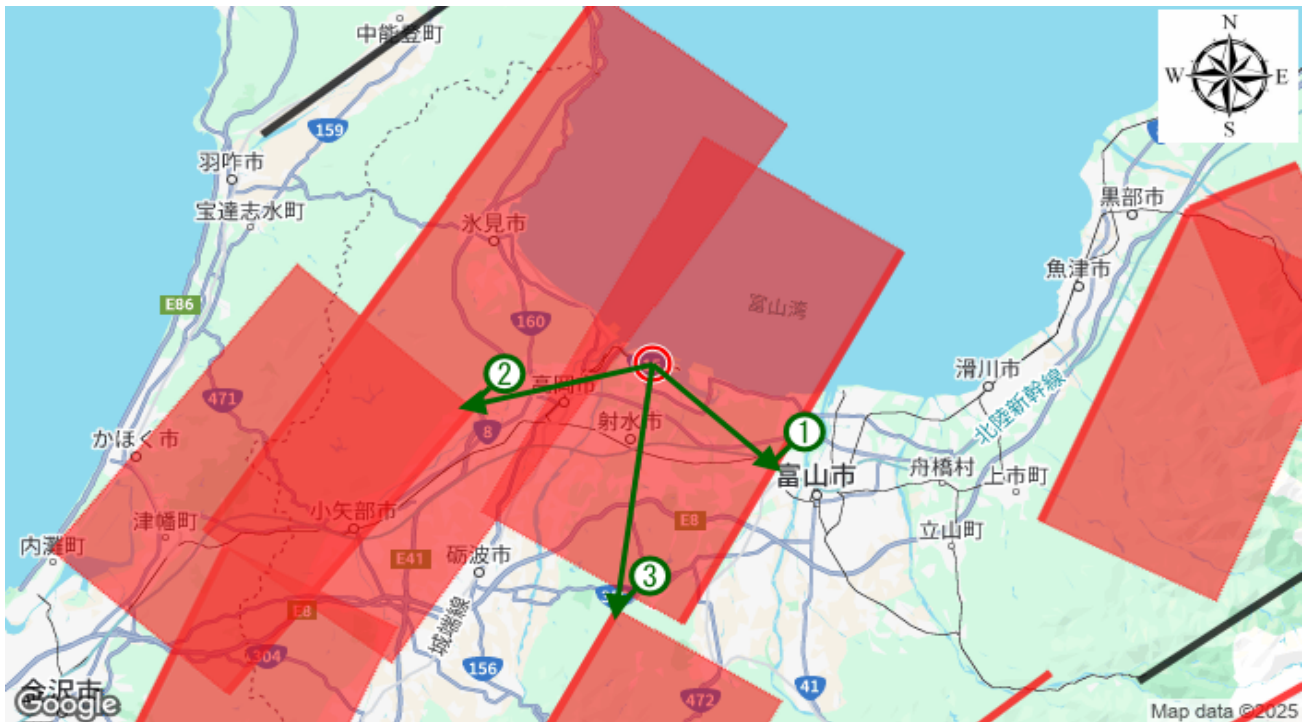 中能登町
N
W
E
S
159
羽咋市
宝達志水町
氷見市
黒部市
魚津市
E86
富山湾
160
滑川市
②
高岡市
471
射水市
①
北陸新幹線
かほく市
8
富山市
舟橋村
上市町
小矢部市
津幡町
E8
立山町
内灘町
E41
砺波市
③
E8
城端線
304
156
472
41
金沢市
Google
Map data ©2025